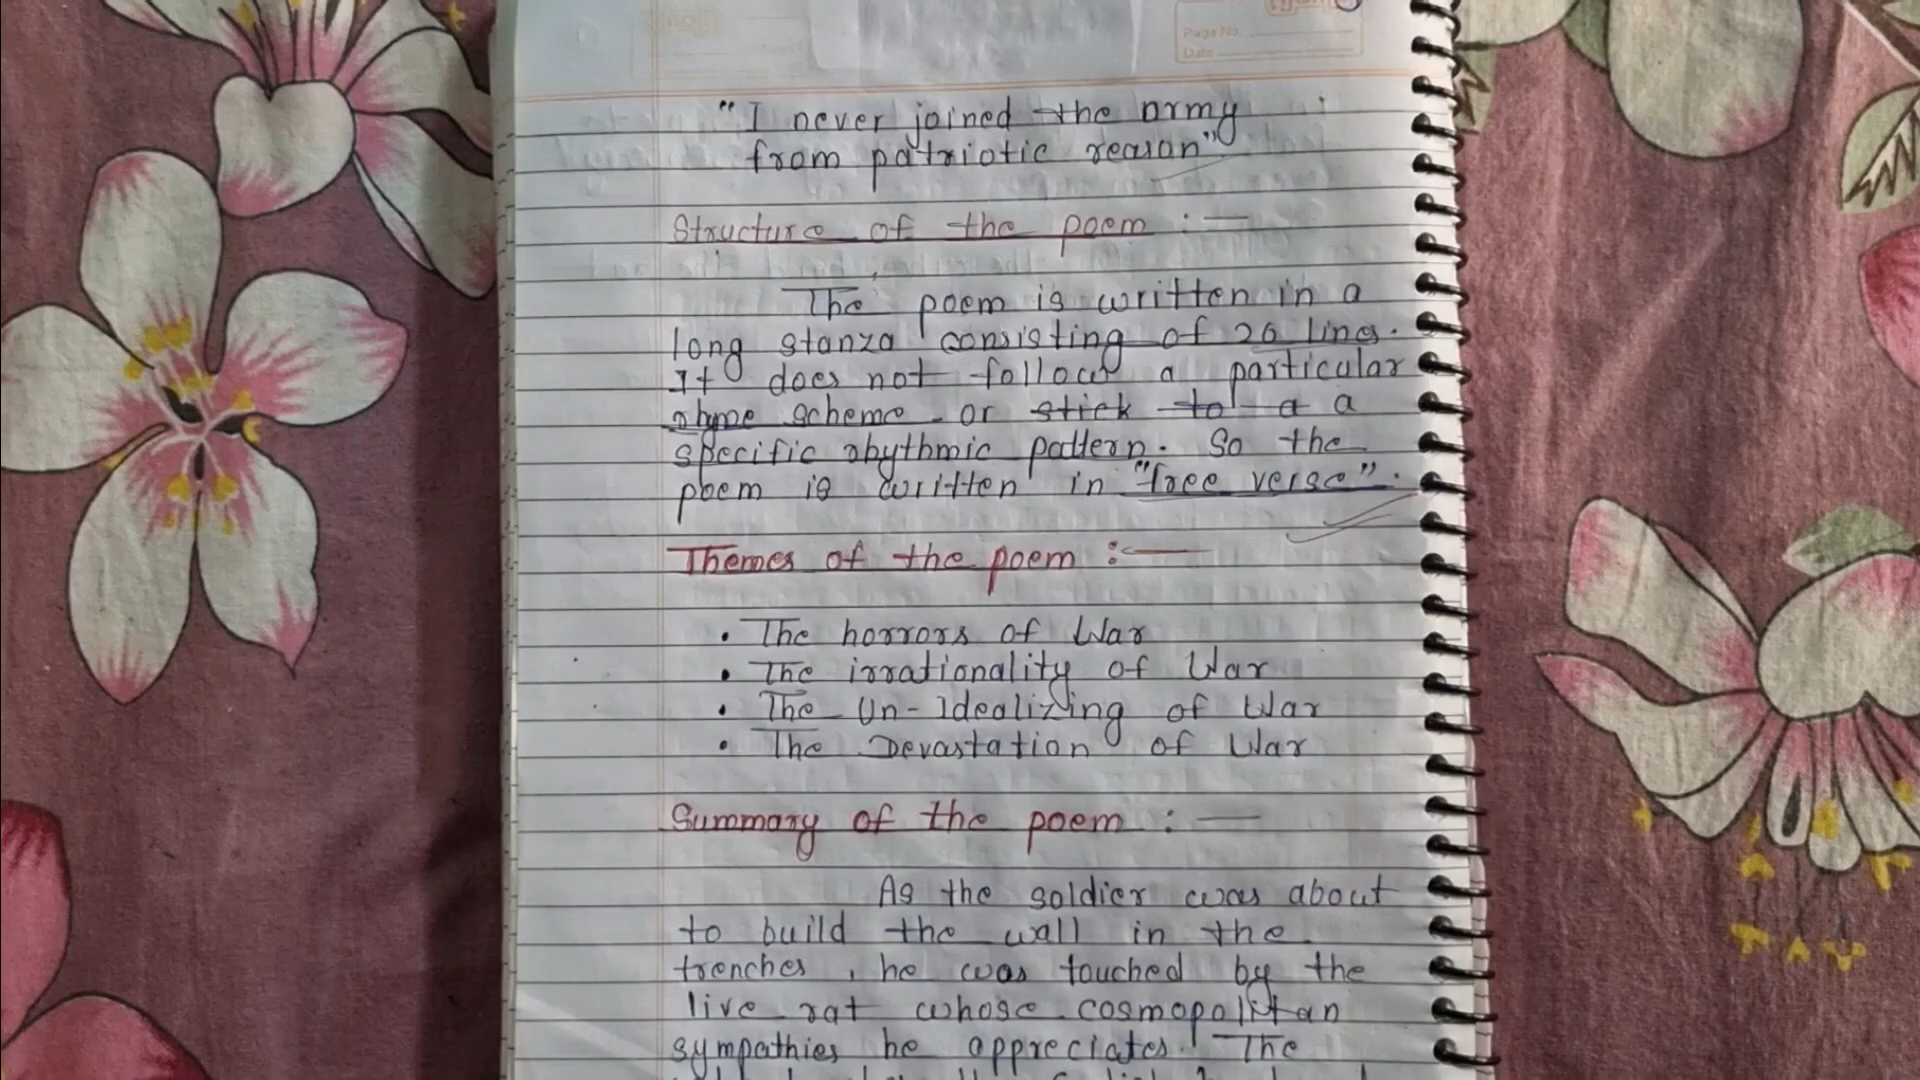 Page No.
Date
"I never joined the army
from patriotic reason"
Structure of the poem :—
The poem is written in a
long stanza consisting of 26 lines.
It does not follow a particular
rhyme scheme or stick to a a
specific rhythmic pattern. So the
poem is written in "free verse".
Themes of the poem :—
• The horrors of War
• The irrationality of War
• The Un-Idealizing of War
• The Devastation of War
Summary of the poem :—
As the soldier was about
to build the wall in the
trenches, he was touched by the
live rat whose cosmopolitan
sympathies he appreciates. The